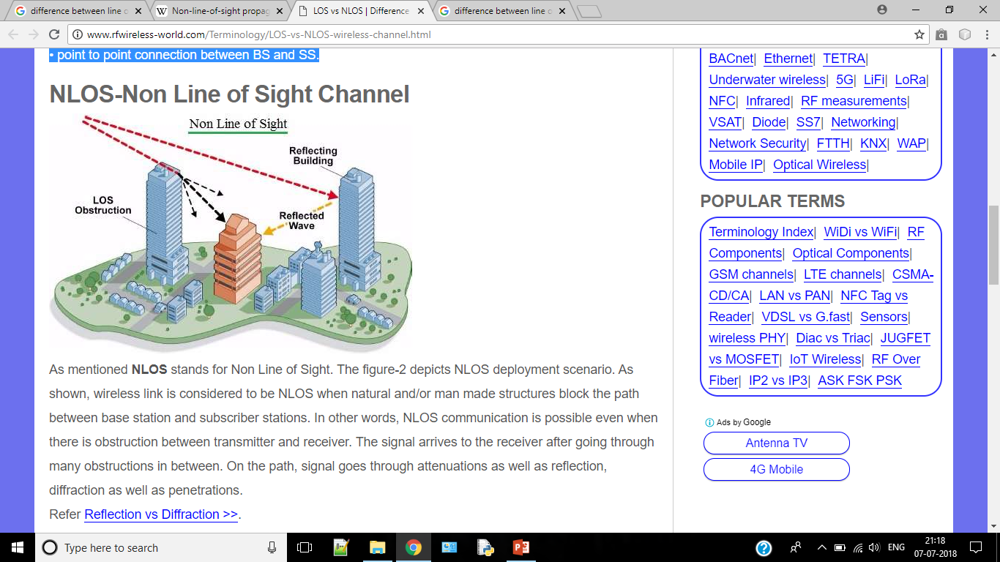 difference between line o
Non-line-of-sight propag
LOS vs NLOS | Difference
difference between line o
www.rfwireless-world.com/Terminology/LOS-vs-NLOS-wireless-channel.html
• point to point connection between BS and SS.
NLOS-Non Line of Sight Channel
Non Line of Sight
Reflecting
Building
LOS
Obstruction
Reflected
Wave
As mentioned NLOS stands for Non Line of Sight. The figure-2 depicts NLOS deployment scenario. As
shown, wireless link is considered to be NLOS when natural and/or man made structures block the path
between base station and subscriber stations. In other words, NLOS communication is possible even when
there is obstruction between transmitter and receiver. The signal arrives to the receiver after going through
many obstructions in between. On the path, signal goes through attenuations as well as reflection,
diffraction as well as penetrations.
Refer Reflection vs Diffraction >>.
BACnet| Ethernet| TETRA|
Underwater wireless| 5G| LiFi| LoRa|
NFC| Infrared| RF measurements|
VSAT| Diode| SS7| Networking|
Network Security| FTTH| KNX| WAP|
Mobile IP| Optical Wireless|
POPULAR TERMS
Terminology Index| WiDi vs WiFi| RF
Components| Optical Components|
GSM channels| LTE channels| CSMA-
CD/CA| LAN vs PAN| NFC Tag vs
Reader| VDSL vs G.fast| Sensors|
wireless PHY| Diac vs Triac| JUGFET
vs MOSFET| IoT Wireless| RF Over
Fiber| IP2 vs IP3| ASK FSK PSK
Ads by Google
Antenna TV
4G Mobile
Type here to search
ENG
21:18
07-07-2018